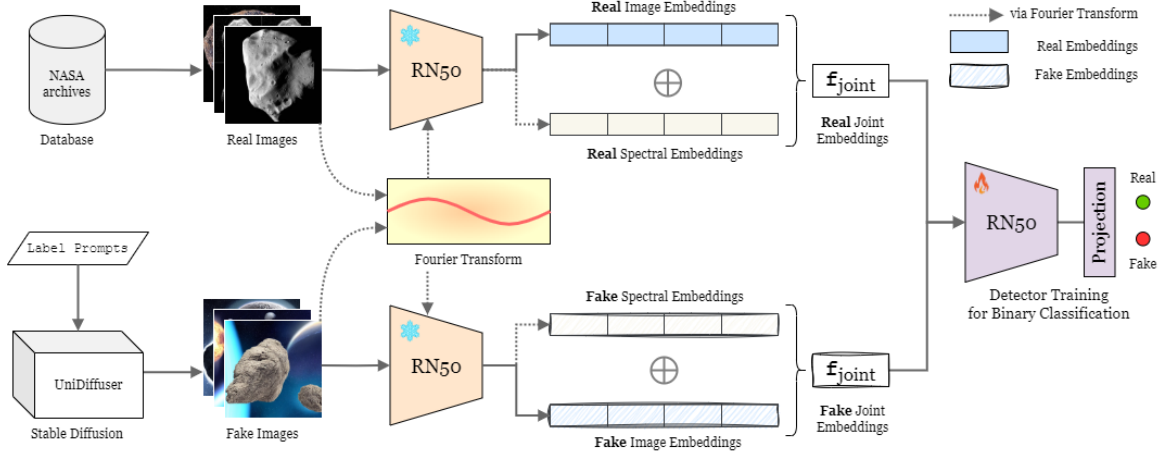 NASA
archives
Database
Real Images
RN50
Real Image Embeddings
Real Spectral Embeddings
f joint
Real Joint
Embeddings
via Fourier Transform
Real Embeddings
Fake Embeddings
Fourier Transform
Label Prompts
UniDiffuser
Stable Diffusion
Fake Images
RN50
Fake Spectral Embeddings
Fake Image Embeddings
f joint
Fake Joint
Embeddings
RN50
Projection
Real
Fake
Detector Training
for Binary Classification